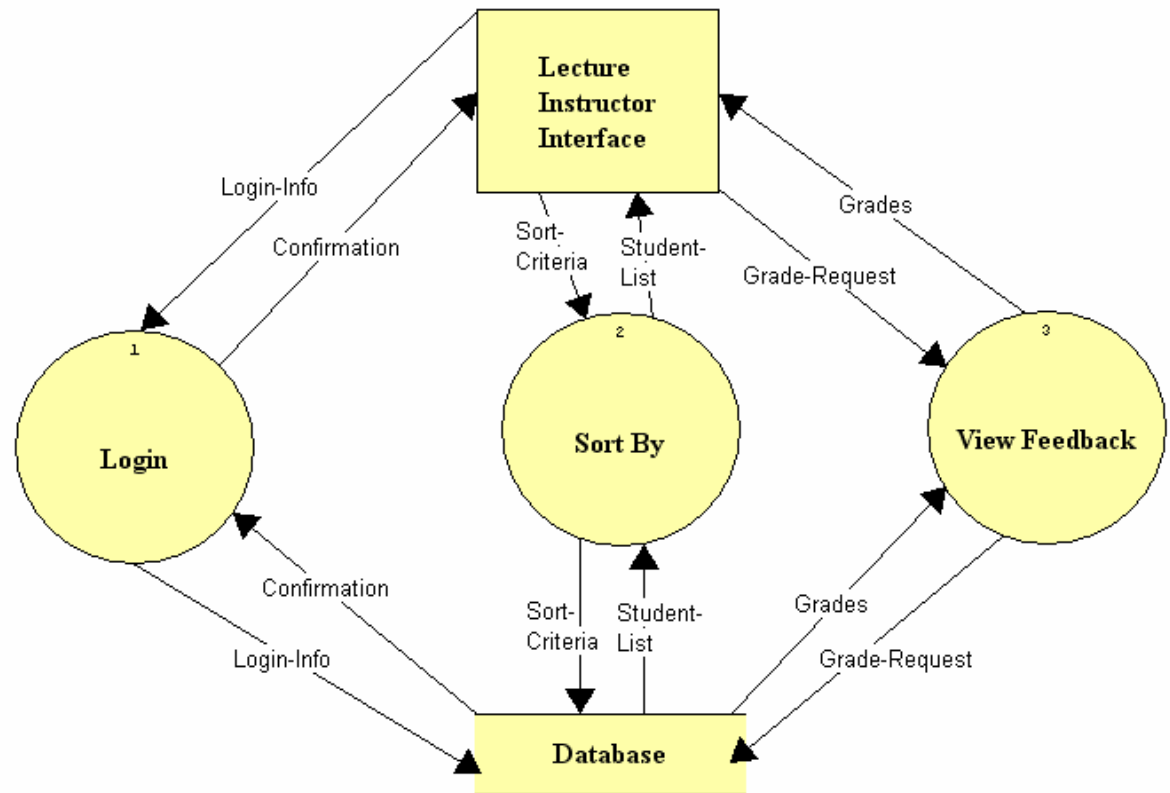 Lecture
Instructor
Interface
Login-Info
Confirmation
Sort-
Criteria
Student-
List
Grades
Grade-Request
1
Login
2
Sort By
3
View Feedback
Confirmation
Login-Info
Sort-
Criteria
Student-
List
Grades
Grade-Request
Database